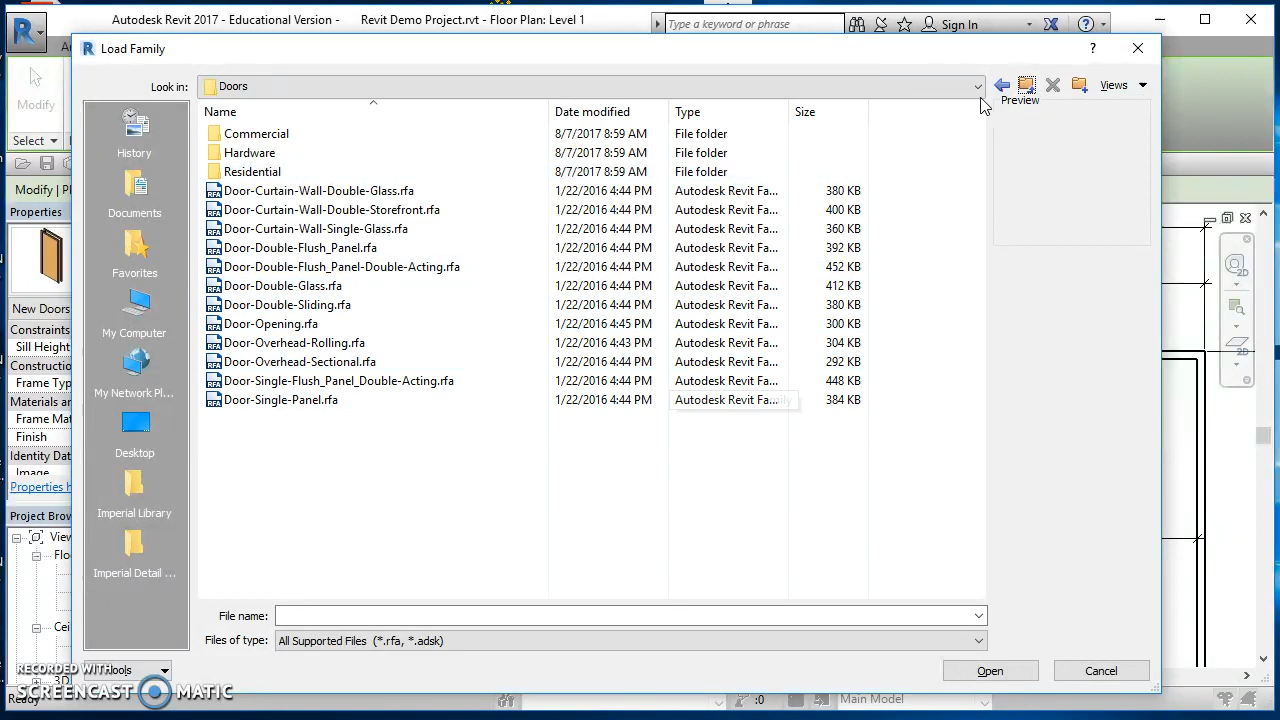 Autodesk Revit 2017 - Educational Version -    Revit Demo Project.rvt - Floor Plan: Level 1
Type a keyword or phrase
Sign In
Load Family
Modify
Select
Modify | Pl
Properties
New Doors
Constraints
Sill Height
Construction
Frame Type
Materials an
Frame Mat
Finish
Identity Dat
Image
Properties h
Project Brow
View
Floo
Ceil
3D
Ready
Look in:
Doors
Views
Preview
History
Documents
Favorites
My Computer
My Network Pl...
Desktop
Imperial Library
Imperial Detail ...
Name Date modified Type Size
Commercial 8/7/2017 8:59 AM File folder
Hardware 8/7/2017 8:59 AM File folder
Residential 8/7/2017 8:59 AM File folder
Door-Curtain-Wall-Double-Glass.rfa 1/22/2016 4:44 PM Autodesk Revit Fa... 380 KB
Door-Curtain-Wall-Double-Storefront.rfa 1/22/2016 4:44 PM Autodesk Revit Fa... 400 KB
Door-Curtain-Wall-Single-Glass.rfa 1/22/2016 4:44 PM Autodesk Revit Fa... 360 KB
Door-Double-Flush_Panel.rfa 1/22/2016 4:44 PM Autodesk Revit Fa... 392 KB
Door-Double-Flush_Panel-Double-Acting.rfa 1/22/2016 4:44 PM Autodesk Revit Fa... 452 KB
Door-Double-Glass.rfa 1/22/2016 4:44 PM Autodesk Revit Fa... 412 KB
Door-Double-Sliding.rfa 1/22/2016 4:44 PM Autodesk Revit Fa... 380 KB
Door-Opening.rfa 1/22/2016 4:45 PM Autodesk Revit Fa... 300 KB
Door-Overhead-Rolling.rfa 1/22/2016 4:43 PM Autodesk Revit Fa... 304 KB
Door-Overhead-Sectional.rfa 1/22/2016 4:44 PM Autodesk Revit Fa... 292 KB
Door-Single-Flush_Panel_Double-Acting.rfa 1/22/2016 4:44 PM Autodesk Revit Fa... 448 KB
Door-Single-Panel.rfa 1/22/2016 4:44 PM Autodesk Revit Fa... 384 KB
File name:
Files of type: All Supported Files (*.rfa, *.adsk)
Tools
Open
Cancel
:0
Main Model
2D
2D
RECORDED WITH
SCREENCAST MATIC